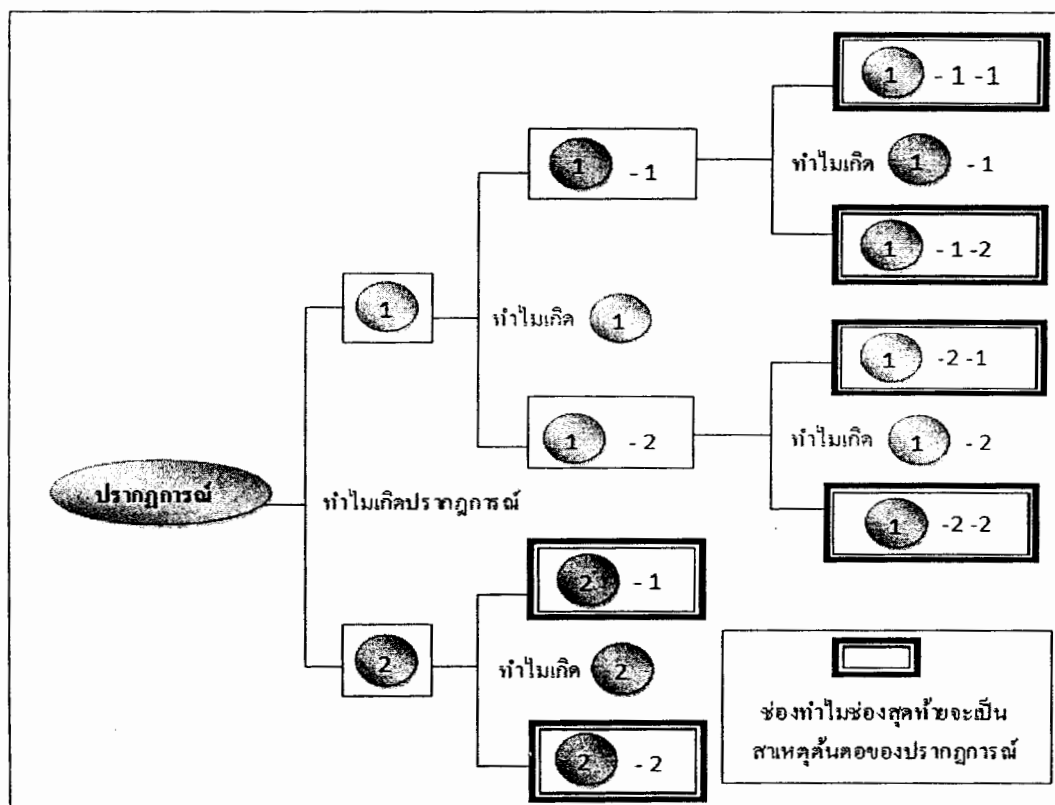 1 - 1 -1
ทำไมเกิด 1 - 1
1 - 1
1 - 1 -2
1
ทำไมเกิด 1
1 -2 -1
ทำไมเกิด 1 - 2
1 - 2
1 -2 -2
ปรากฏการณ์
ทำไมเกิดปรากฏการณ์
2 - 1
2
ทำไมเกิด 2
2 - 2
ช่องทำไมช่องสุดท้ายจะเป็น
สาเหตุต้นตอของปรากฏการณ์